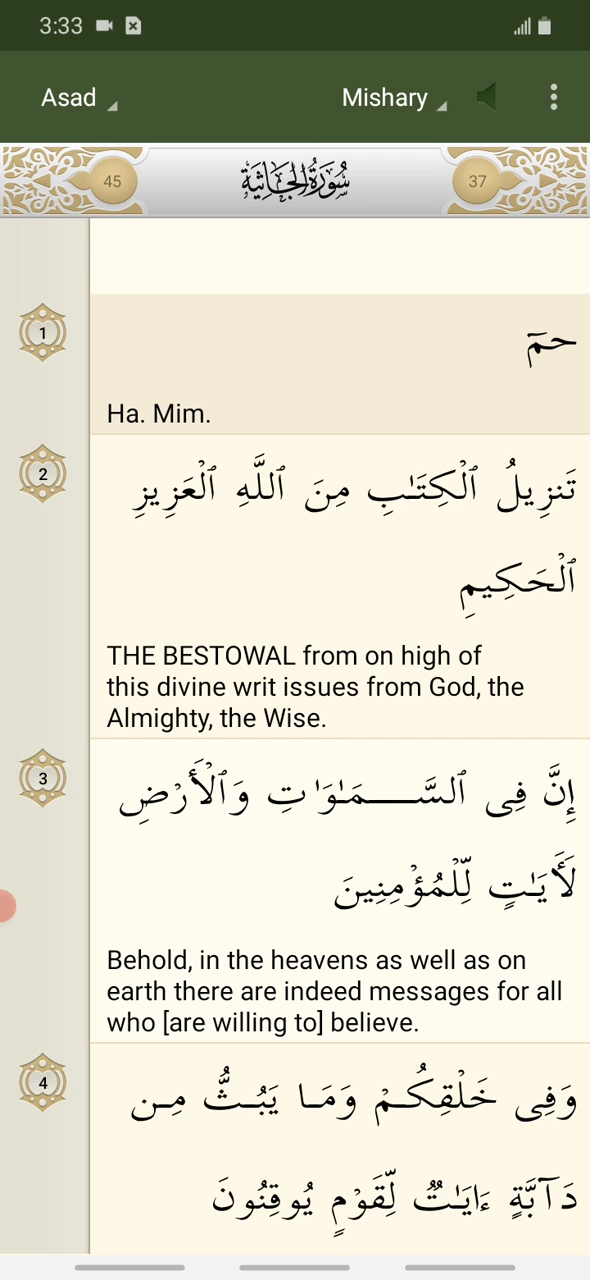 3:33
Asad
Mishary
45
سُورَةُ الجَاثِيَة
37
1
حمٓ
Ha. Mim.
2
تَنزِيلُ ٱلْكِتَـٰبِ مِنَ ٱللَّهِ ٱلْعَزِيزِ
ٱلْحَكِيمِ
THE BESTOWAL from on high of
this divine writ issues from God, the
Almighty, the Wise.
3
إِنَّ فِى ٱلسَّمَـٰوَٰتِ وَٱلْأَرْضِ
لَـَٔايَـٰتٍ لِّلْمُؤْمِنِينَ
Behold, in the heavens as well as on
earth there are indeed messages for all
who [are willing to] believe.
4
وَفِى خَلْقِكُمْ وَمَا يَبُثُّ مِن
دَآبَّةٍ ءَايَـٰتٌ لِّقَوْمٍ يُوقِنُونَ